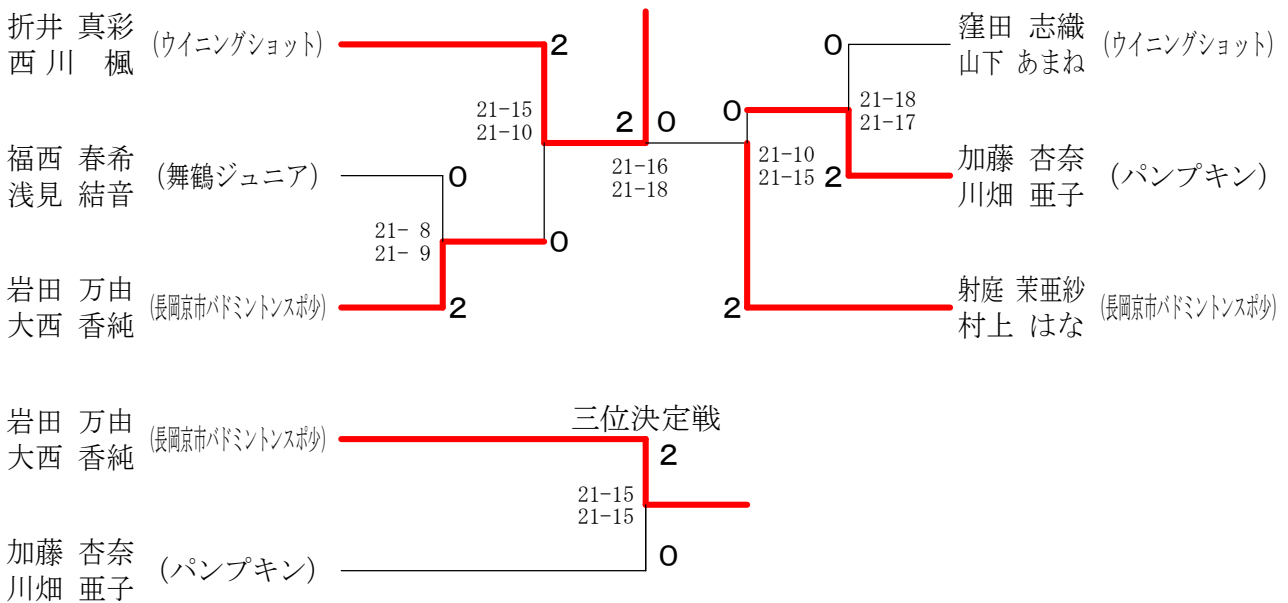 折井 真彩
西川 楓
(ウイニングショット)
2
21-15
21-10
福西 春希
浅見 結音
(舞鶴ジュニア)
0
21- 8
21- 9
0
岩田 万由
大西 香純
(長岡京市バドミントンスポ少)
2
2 0
21-16
21-18
窪田 志織
山下 あまね
(ウイニングショット)
0
21-18
21-17
0
加藤 杏奈
川畑 亜子
(パンプキン)
2
21-10
21-15
射庭 茉亜紗
村上 はな
(長岡京市バドミントンスポ少)
2
三位決定戦
岩田 万由
大西 香純
(長岡京市バドミントンスポ少)
2
21-15
21-15
加藤 杏奈
川畑 亜子
(パンプキン)
0